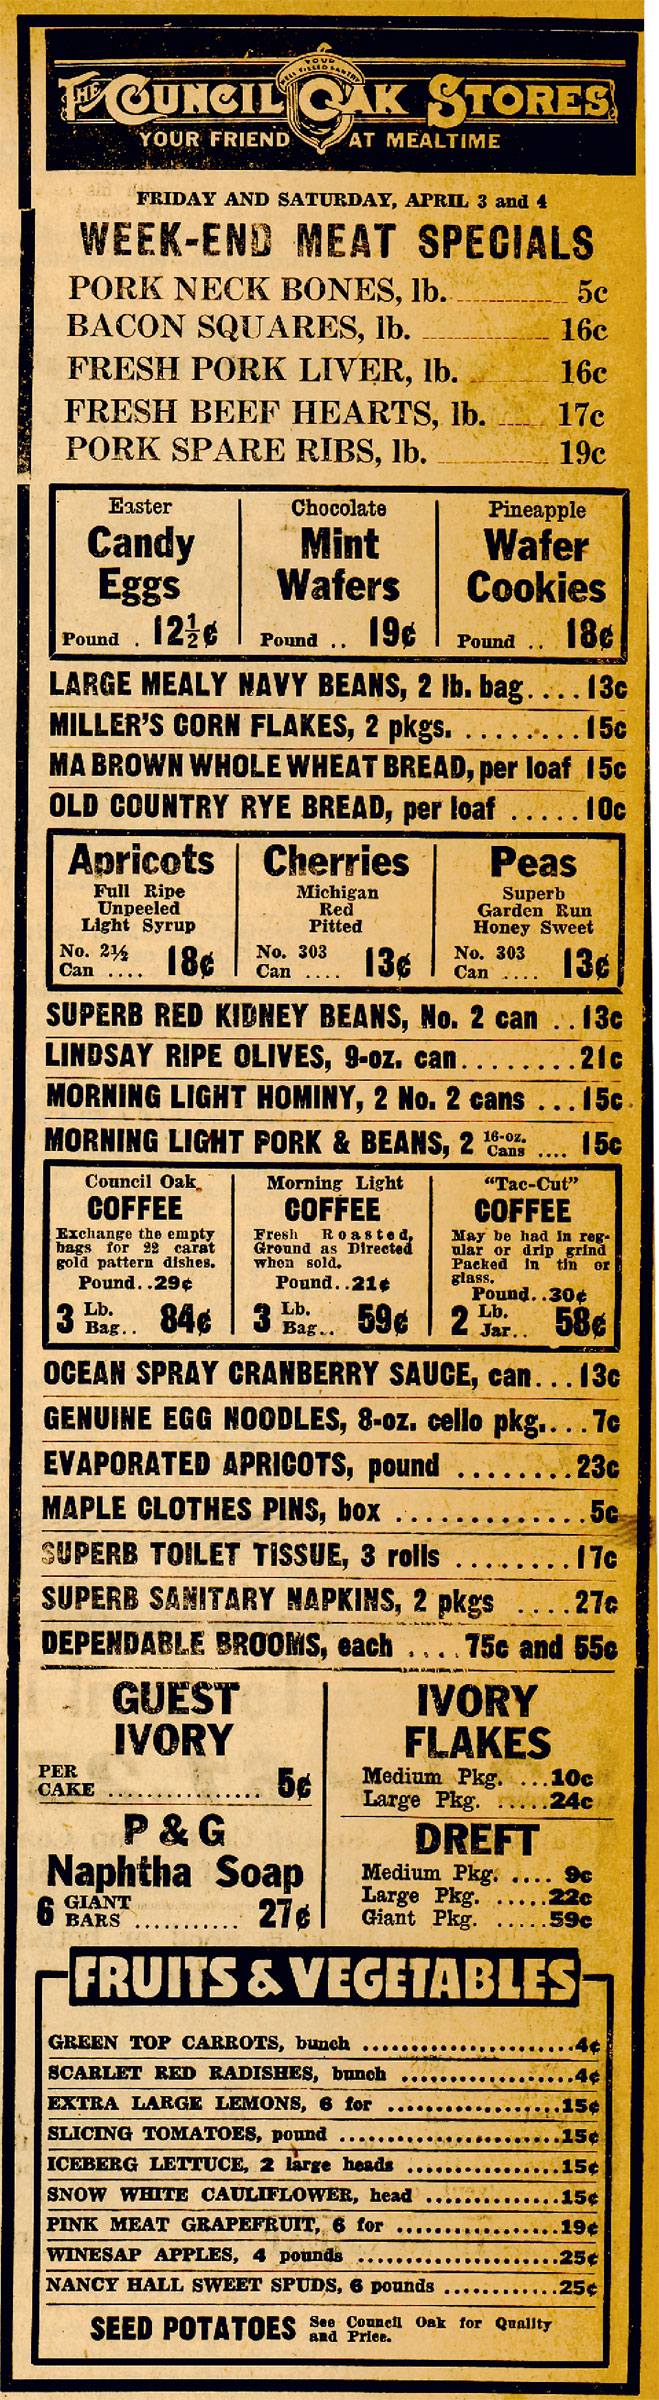 YOUR
WELL FILLED PANTRY
THE COUNCIL OAK STORES
YOUR FRIEND AT MEALTIME
FRIDAY AND SATURDAY, APRIL 3 and 4
WEEK-END MEAT SPECIALS
PORK NECK BONES, lb. 5c
BACON SQUARES, lb. 16c
FRESH PORK LIVER, lb. 16c
FRESH BEEF HEARTS, lb. 17c
PORK SPARE RIBS, lb. 19c
Easter
Candy
Eggs
Pound . 12½¢
Chocolate
Mint
Wafers
Pound .. 19¢
Pineapple
Wafer
Cookies
Pound .. 18¢
LARGE MEALY NAVY BEANS, 2 lb. bag....13c
MILLER'S CORN FLAKES, 2 pkgs. .........15c
MA BROWN WHOLE WHEAT BREAD, per loaf 15c
OLD COUNTRY RYE BREAD, per loaf .....10c
Apricots
Full Ripe
Unpeeled
Light Syrup
No. 2½
Can .... 18¢
Cherries
Michigan
Red
Pitted
No. 303
Can .... 13¢
Peas
Superb
Garden Run
Honey Sweet
No. 303
Can .... 13¢
SUPERB RED KIDNEY BEANS, No. 2 can ..13c
LINDSAY RIPE OLIVES, 9-oz. can........21c
MORNING LIGHT HOMINY, 2 No. 2 cans ...15c
MORNING LIGHT PORK & BEANS, 2 16-oz. Cans .... 15c
Council Oak
COFFEE
Exchange the empty
bags for 22 carat
gold pattern dishes.
Pound..29¢
3 Lb. Bag.. 84¢
Morning Light
COFFEE
Fresh Roasted,
Ground as Directed
when sold.
Pound..21¢
3 Lb. Bag.. 59¢
"Tac-Cut"
COFFEE
May be had in reg-
ular or drip grind
Packed in tin or
glass.
Pound..30¢
2 Lb. Jar.. 58¢
OCEAN SPRAY CRANBERRY SAUCE, can...13c
GENUINE EGG NOODLES, 8-oz. cello pkg....7c
EVAPORATED APRICOTS, pound ........23c
MAPLE CLOTHES PINS, box .............5c
SUPERB TOILET TISSUE, 3 rolls .........17c
SUPERB SANITARY NAPKINS, 2 pkgs ....27c
DEPENDABLE BROOMS, each .... 75c and 55c
GUEST
IVORY
PER
CAKE ................ 5¢
P & G
Naphtha Soap
6 GIANT BARS ........... 27¢
IVORY
FLAKES
Medium Pkg. ...10c
Large Pkg. .....24c
DREFT
Medium Pkg. .... 9c
Large Pkg. .....22c
Giant Pkg. .....59c
FRUITS & VEGETABLES
GREEN TOP CARROTS, bunch .......................4¢
SCARLET RED RADISHES, bunch ...................4¢
EXTRA LARGE LEMONS, 6 for ...................15¢
SLICING TOMATOES, pound ........................15¢
ICEBERG LETTUCE, 2 large heads .................15¢
SNOW WHITE CAULIFLOWER, head ...............15¢
PINK MEAT GRAPEFRUIT, 6 for ..................19¢
WINESAP APPLES, 4 pounds ......................25¢
NANCY HALL SWEET SPUDS, 6 pounds ............25¢
SEED POTATOES See Council Oak for Quality
and Price.